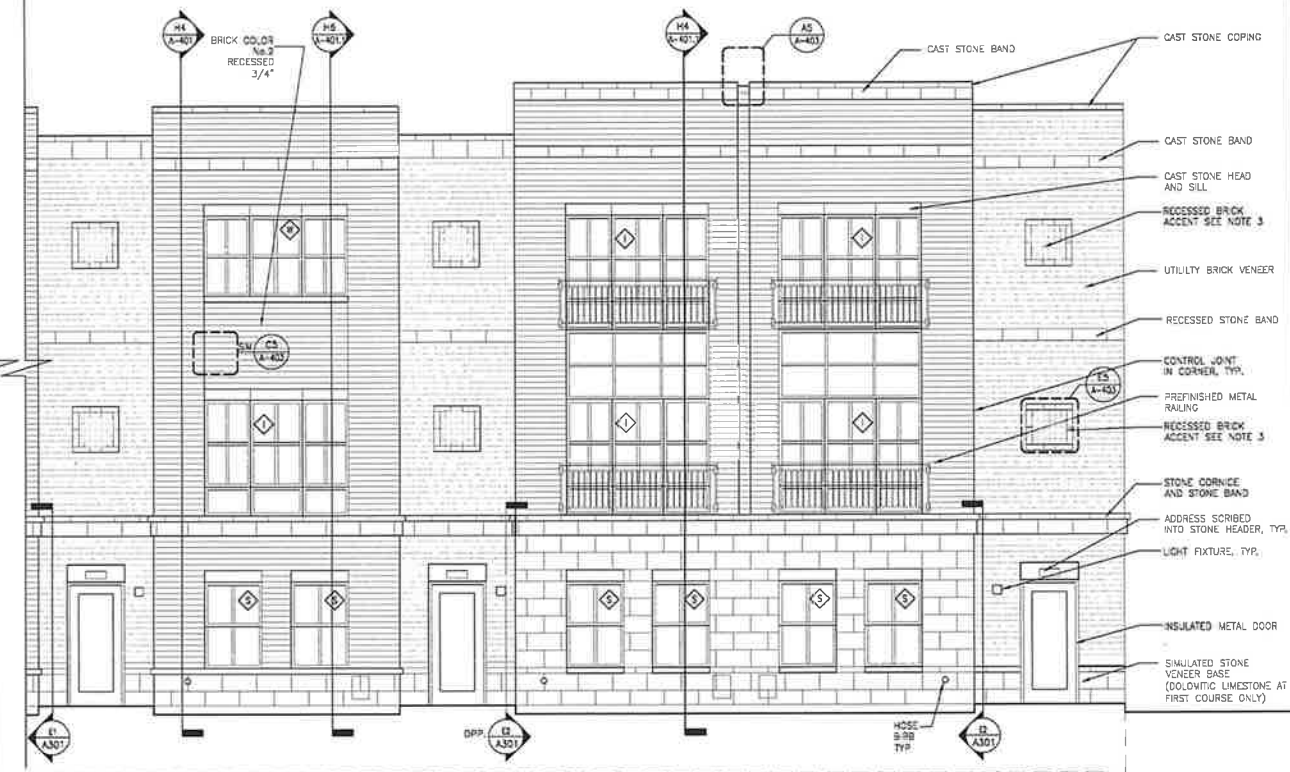 H4
A-401
BRICK COLOR
No.2
RECESSED
3/4"
H5
A-401.1
H4
A-401.1
A5
A-403
CAST STONE BAND
CAST STONE COPING
CAST STONE BAND
CAST STONE HEAD
AND SILL
RECESSED BRICK
ACCENT SEE NOTE 3
UTILILTY BRICK VENEER
RECESSED STONE BAND
CONTROL JOINT
IN CORNER, TYP.
E5
A-403
PREFINISHED METAL
RAILING
RECESSED BRICK
ACCENT SEE NOTE 3
STONE CORNICE
AND STONE BAND
ADDRESS SCRIBED
INTO STONE HEADER, TYP.
LIGHT FIXTURE, TYP.
INSULATED METAL DOOR
SIMULATED STONE
VENEER BASE
(DOLOMITIC LIMESTONE AT
FIRST COURSE ONLY)
I
I
SIM.
C5
A-403
I
I
I
S
S
S
S
S
S
E1
A301
OPP.
E2
A301
HOSE
BIBB
TYP
E2
A301